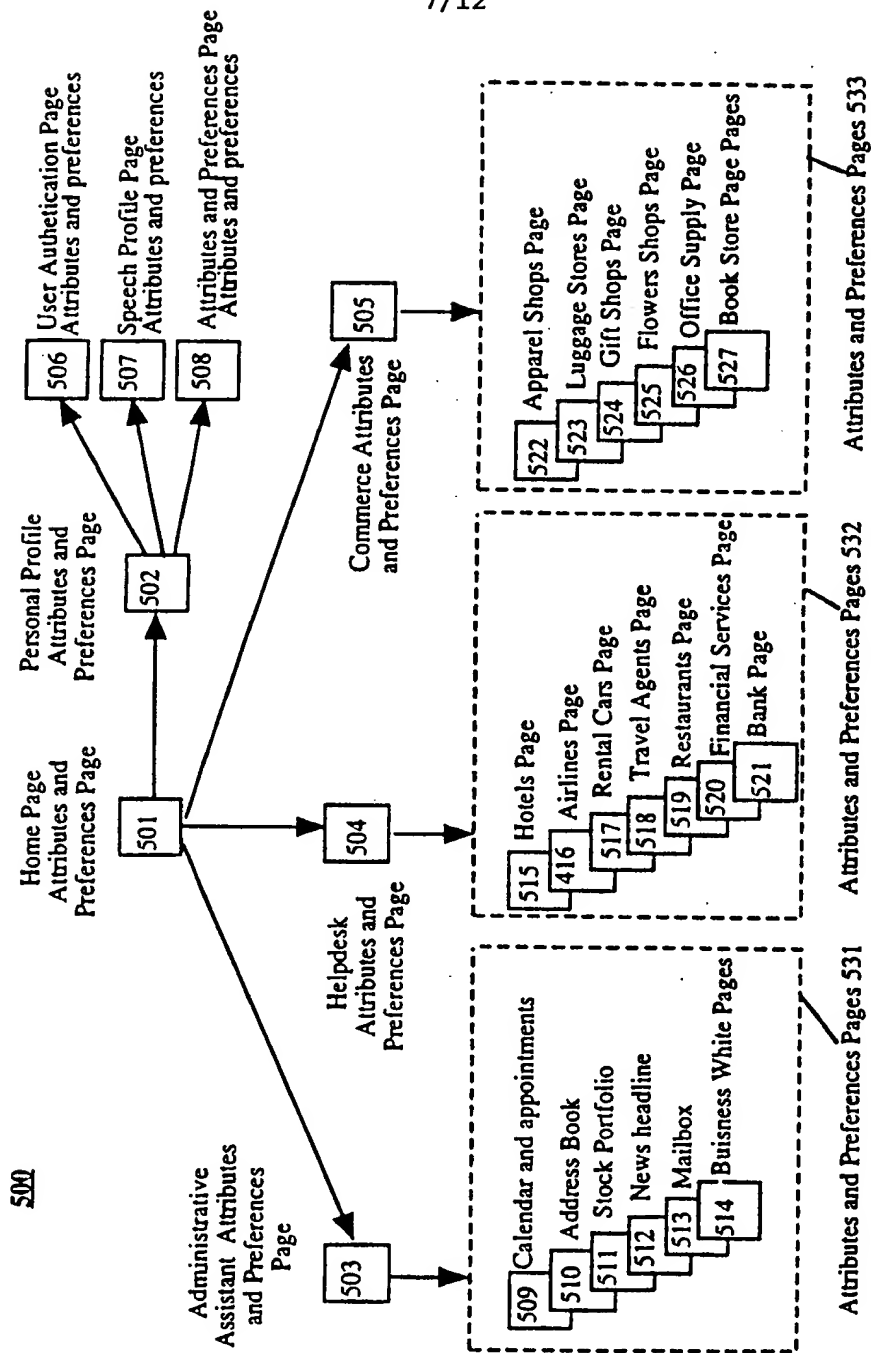 7/12
500
Home Page
Attributes and
Preferences Page
501
Personal Profile
Attributes and
Preferences Page
502
506
User Authetication Page
Attributes and preferences
507
Speech Profile Page
Attributes and preferences
508
Attributes and Preferences Page
Attributes and preferences
Administrative
Assistant Attributes
and Preferences
Page
503
504
Helpdesk
Attributes and
Preferences Page
505
Commerce Attributes
and Preferences Page
509 Calendar and appointments
510 Address Book
511 Stock Portfolio
512 News headline
513 Mailbox
514 Buisness White Pages
Attributes and Preferences Pages 531
515 Hotels Page
416 Airlines Page
517 Rental Cars Page
518 Travel Agents Page
519 Restaurants Page
520 Financial Services Page
521 Bank Page
Attributes and Preferences Pages 532
522 Apparel Shops Page
523 Luggage Stores Page
524 Gift Shops Page
525 Flowers Shops Page
526 Office Supply Page
527 Book Store Page Pages
Attributes and Preferences Pages 533